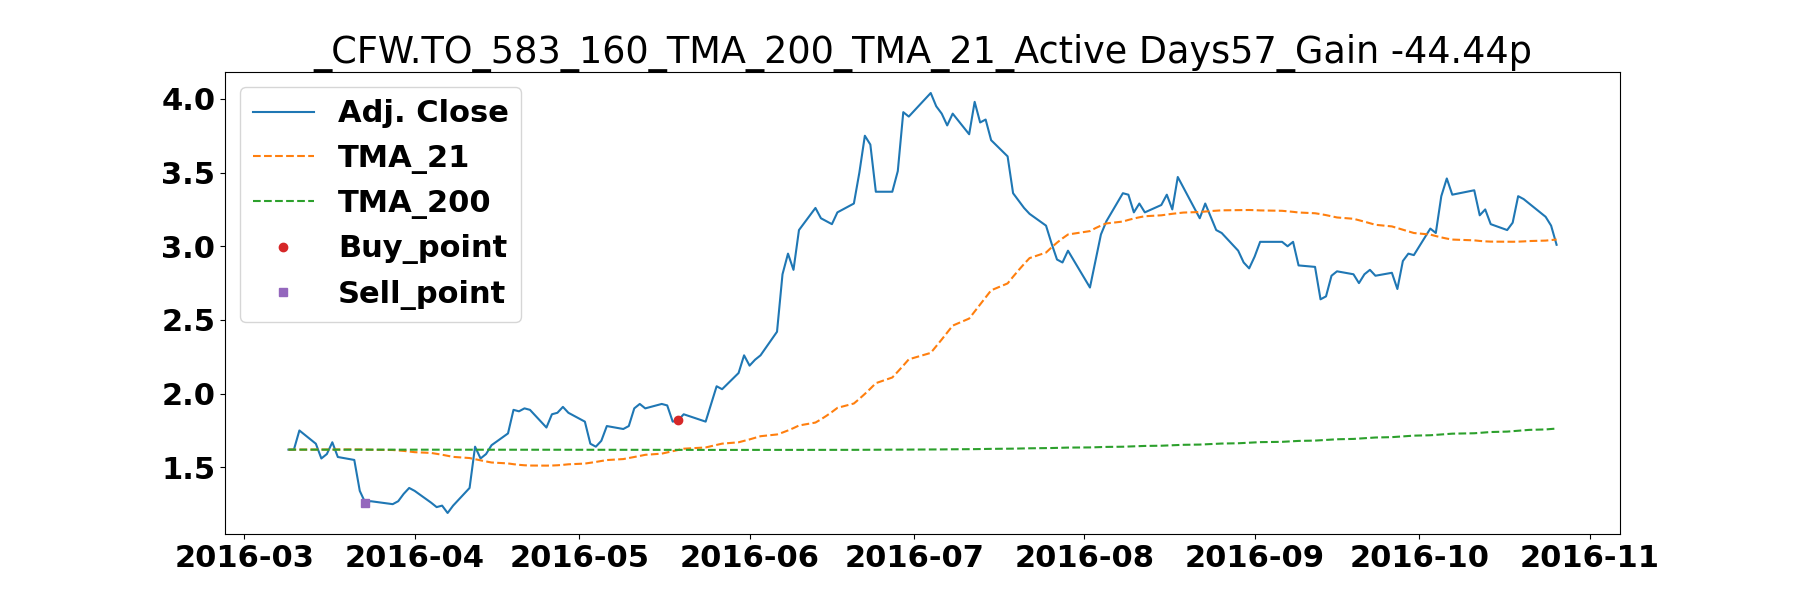 _CFW.TO_583_160_TMA_200_TMA_21_Active Days57_Gain -44.44p
4.0
3.5
3.0
2.5
2.0
1.5
Adj. Close
TMA_21
TMA_200
Buy_point
Sell_point
2016-03 2016-04 2016-05 2016-06 2016-07 2016-08 2016-09 2016-10 2016-11